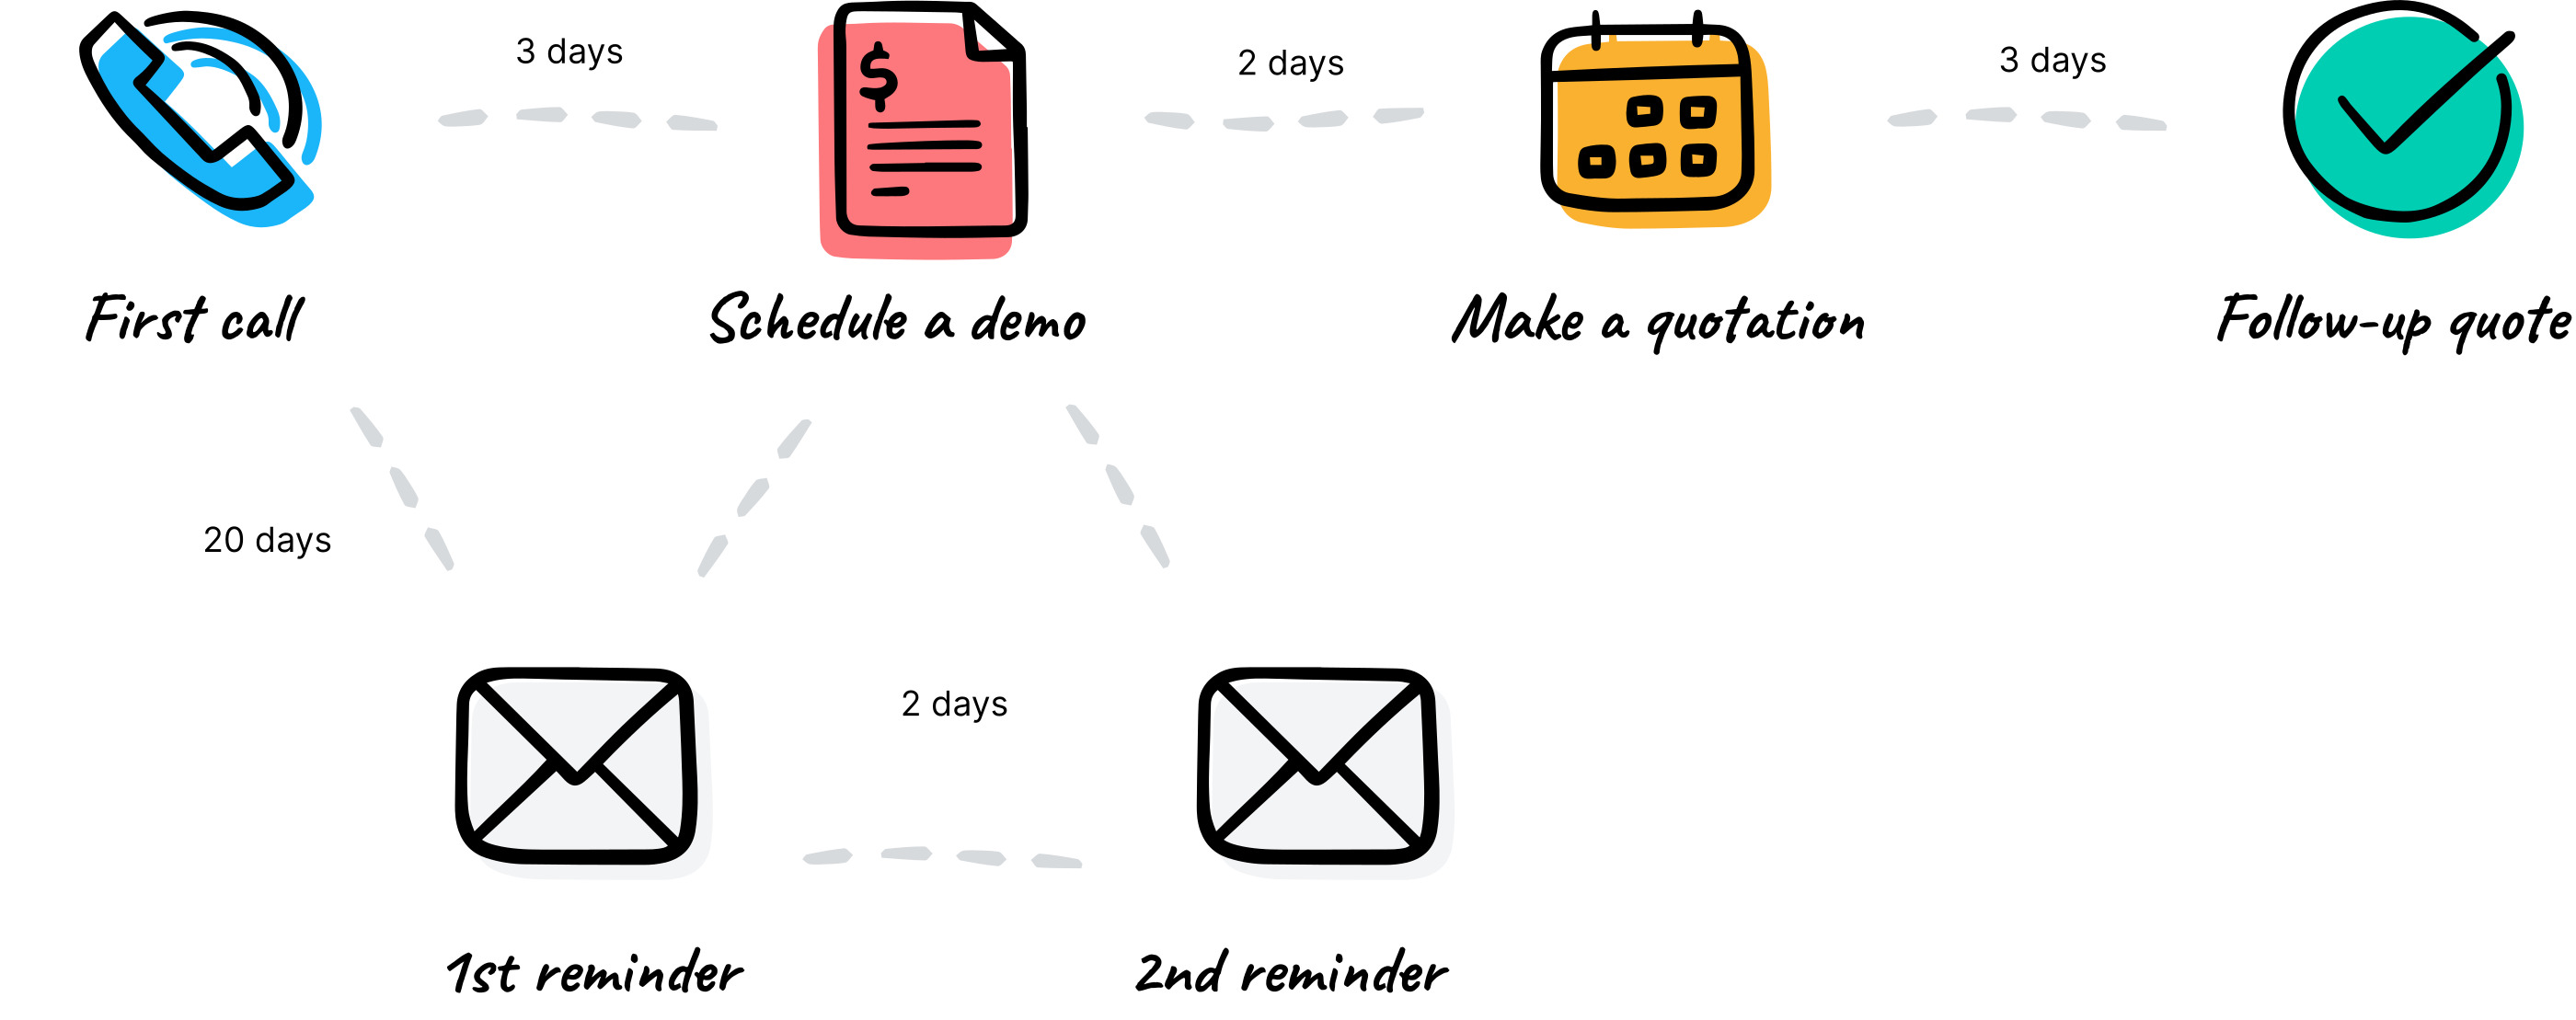 3 days
2 days
3 days
$
First call
Schedule a demo
Make a quotation
Follow-up quote
20 days
2 days
1st reminder
2nd reminder